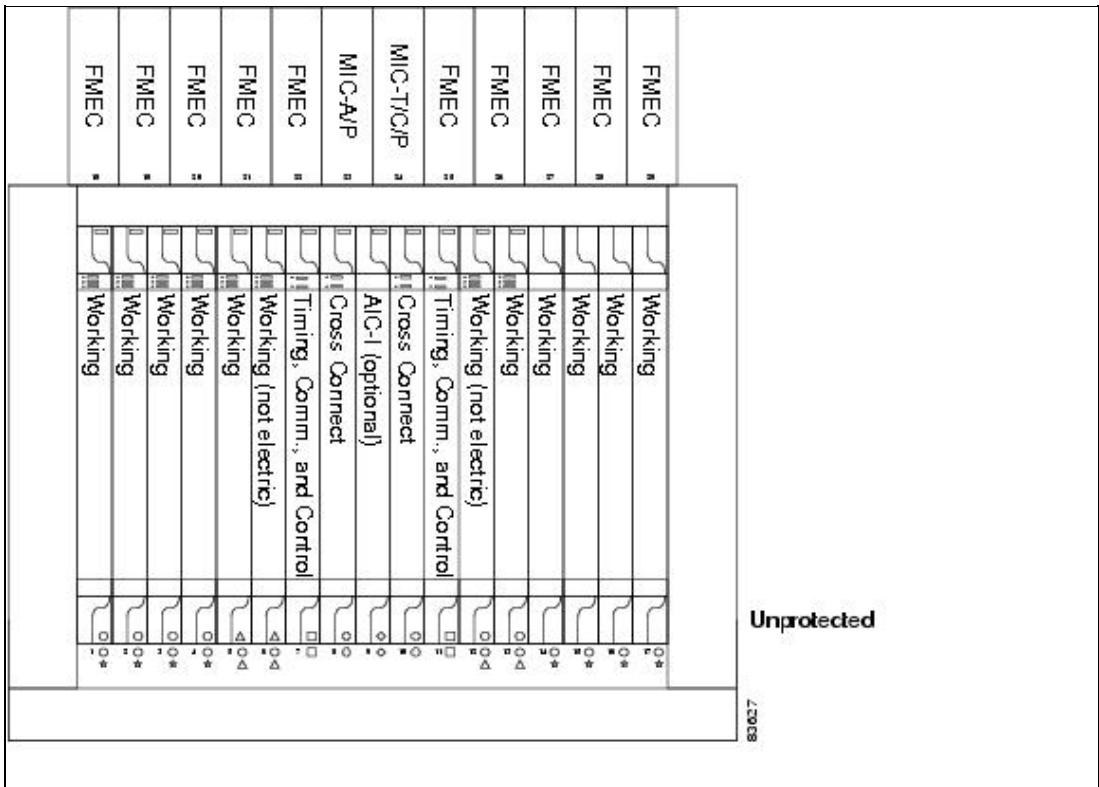 FMEC
FMEC
FMEC
FMEC
FMEC
MIC-A/P
MIC-T/C/P
FMEC
FMEC
FMEC
FMEC
FMEC
Working
Working
Working
Working
Working
Working (not electric)
Timing, Comm., and Control
Cross Connect
AIC-I (optional)
Cross Connect
Timing, Comm., and Control
Working (not electric)
Working
Working
Working
Working
Working
Unprotected
83627